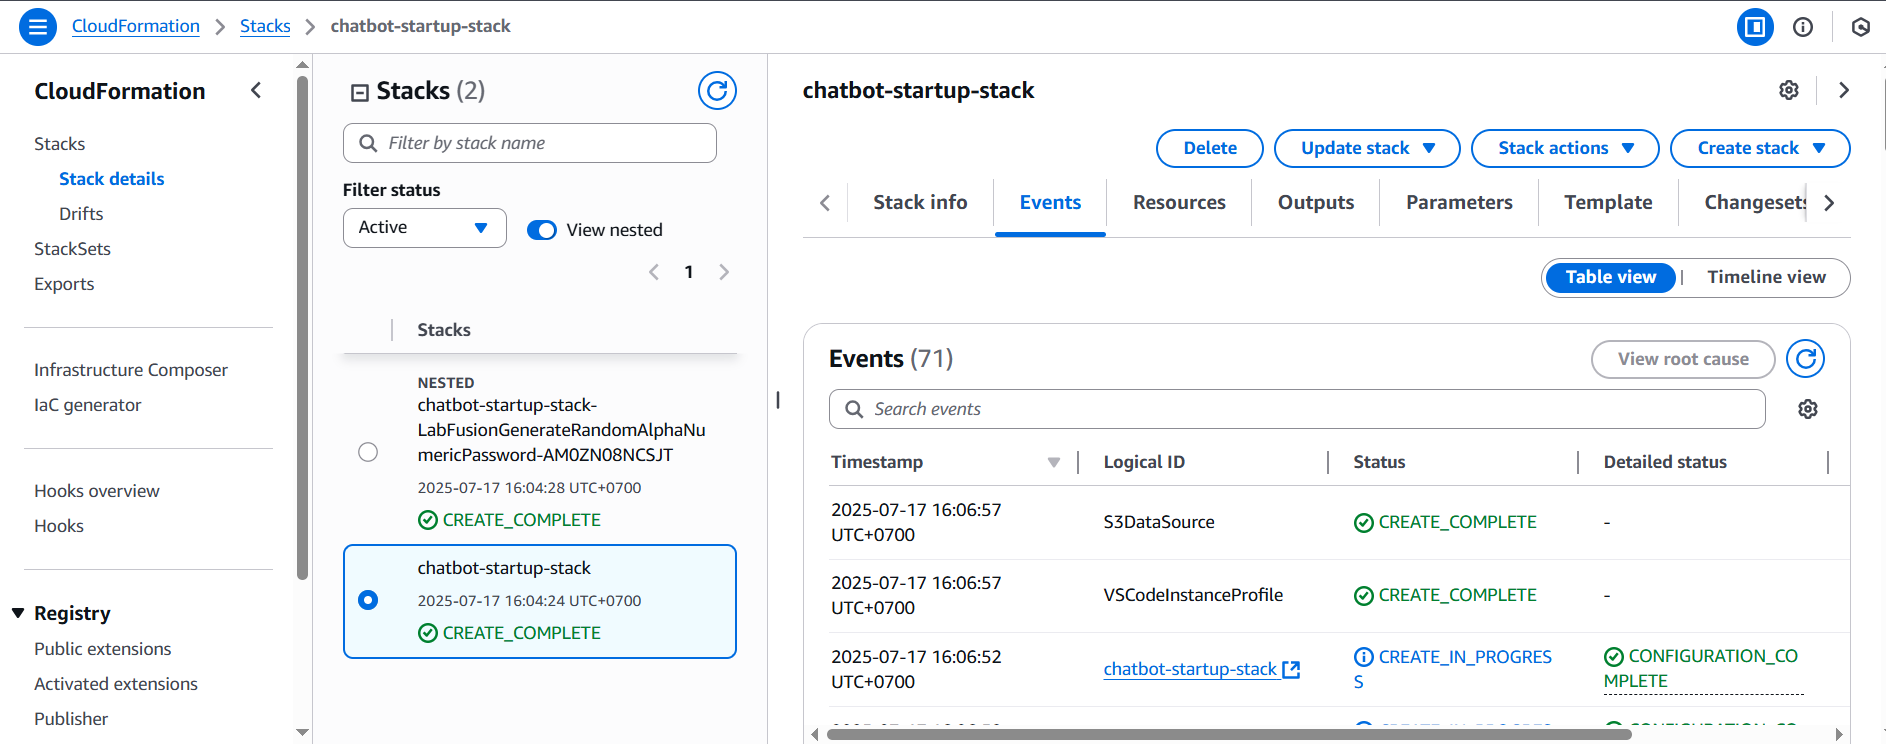 CloudFormation
Stacks
chatbot-startup-stack
CloudFormation
Stacks
Stack details
Drifts
StackSets
Exports
Infrastructure Composer
IaC generator
Hooks overview
Hooks
Registry
Public extensions
Activated extensions
Publisher
Stacks (2)
Filter by stack name
Filter status
Active
View nested
1
Stacks
NESTED
chatbot-startup-stack-
LabFusionGenerateRandomAlphaNu
mericPassword-AM0ZN08NCSJT
2025-07-17 16:04:28 UTC+0700
CREATE_COMPLETE
chatbot-startup-stack
2025-07-17 16:04:24 UTC+0700
CREATE_COMPLETE
chatbot-startup-stack
Delete
Update stack
Stack actions
Create stack
Stack info
Events
Resources
Outputs
Parameters
Template
Changesets
Table view
Timeline view
Events (71)
View root cause
Search events
Timestamp
Logical ID
Status
Detailed status
2025-07-17 16:06:57
UTC+0700
S3DataSource
CREATE_COMPLETE
-
2025-07-17 16:06:57
UTC+0700
VSCodeInstanceProfile
CREATE_COMPLETE
-
2025-07-17 16:06:52
UTC+0700
chatbot-startup-stack
CREATE_IN_PROGRES
S
CONFIGURATION_CO
MPLETE